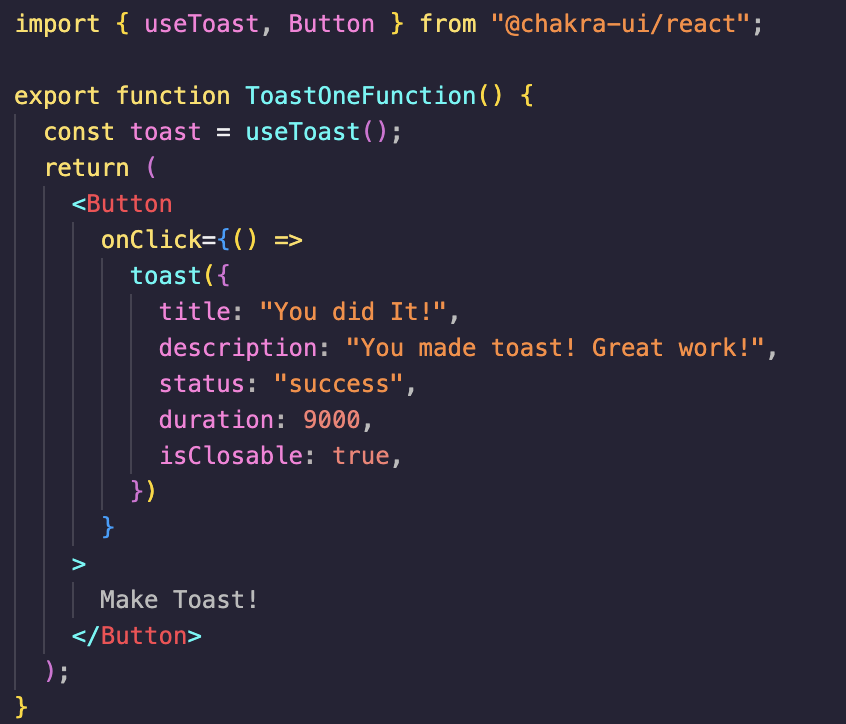 import { useToast, Button } from "@chakra-ui/react";

export function ToastOneFunction() {
  const toast = useToast();
  return (
    <Button
      onClick={() =>
        toast({
          title: "You did It!",
          description: "You made toast! Great work!",
          status: "success",
          duration: 9000,
          isClosable: true,
        })
      }
    >
      Make Toast!
    </Button>
  );
}